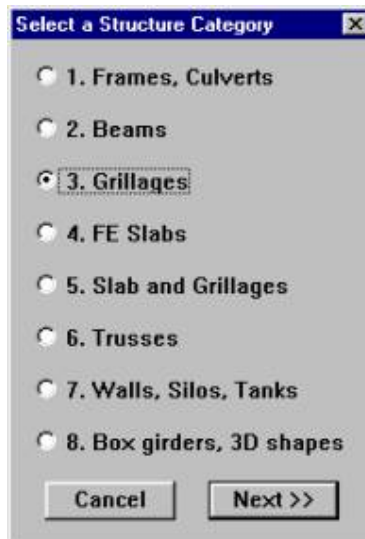 Select a Structure Category
1. Frames, Culverts
2. Beams
3. Grillages
4. FE Slabs
5. Slab and Grillages
6. Trusses
7. Walls, Silos, Tanks
8. Box girders, 3D shapes
Cancel Next >>